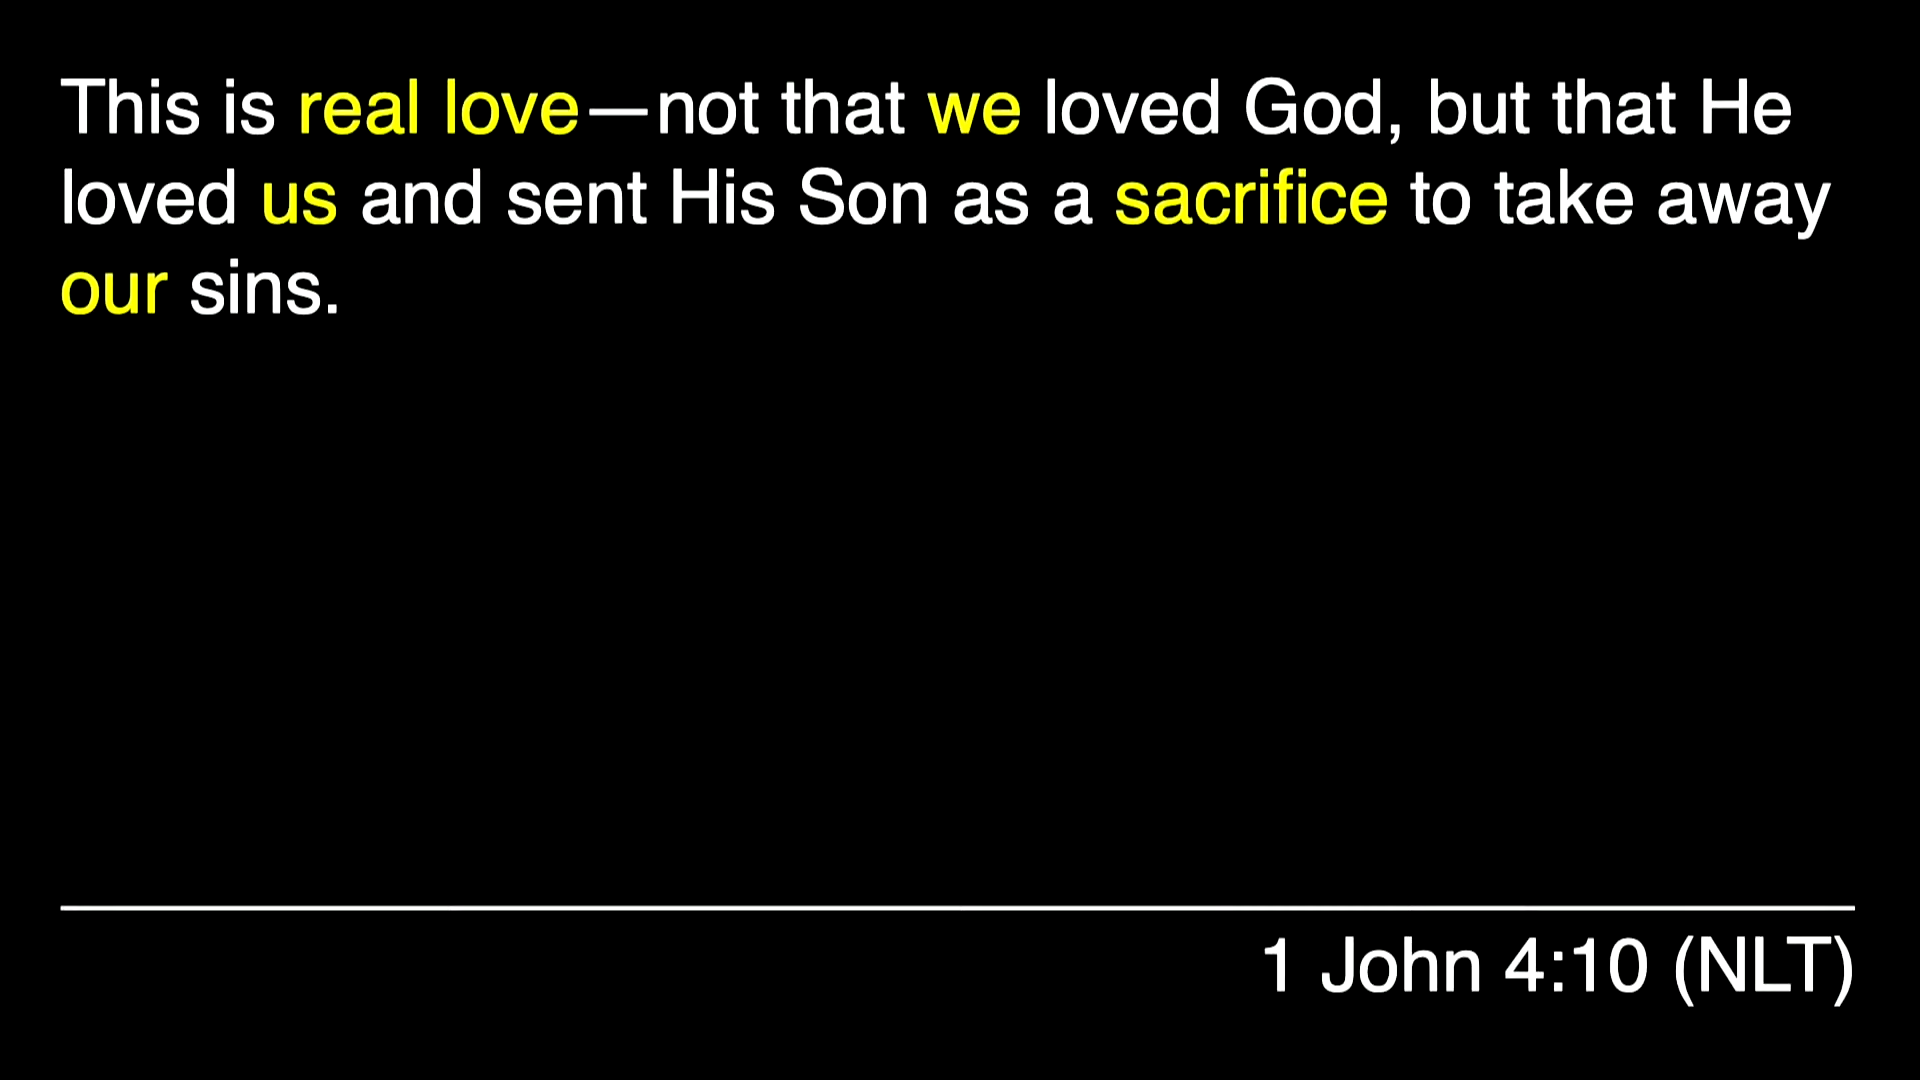 This is real love—not that we loved God, but that He
loved us and sent His Son as a sacrifice to take away
our sins.
1 John 4:10 (NLT)